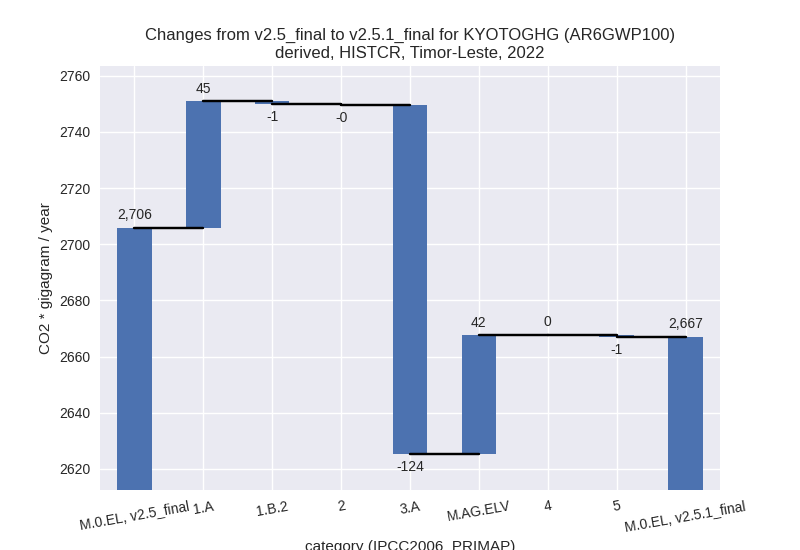 Changes from v2.5_final to v2.5.1_final for KYOTOGHG (AR6GWP100)
derived, HISTCR, Timor-Leste, 2022
CO2 * gigagram / year
2760
2740
2720
2700
2680
2660
2640
2620
2,706
45
-1
-0
-124
42
0
-1
2,667
M.0.EL, v2.5_final
1.A
1.B.2
2
3.A
M.AG.ELV
4
5
M.0.EL, v2.5.1_final
category (IPCC2006_PRIMAP)